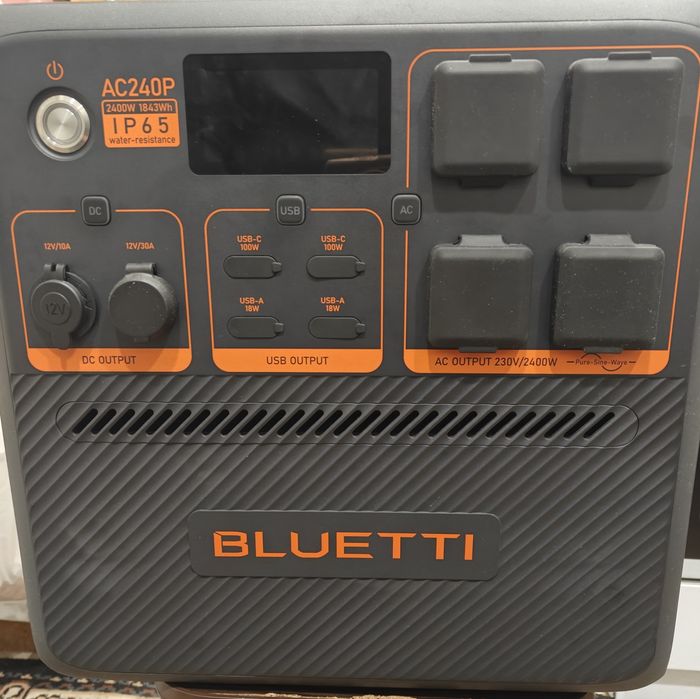 AC240P
2400W 1843Wh
IP65
water-resistance
DC
USB
AC
12V/10A
12V/30A
12V
DC OUTPUT
USB-C
100W
USB-C
100W
USB-A
18W
USB-A
18W
USB OUTPUT
AC OUTPUT 230V/2400W
Pure-Sine-Wave
BLUETTI